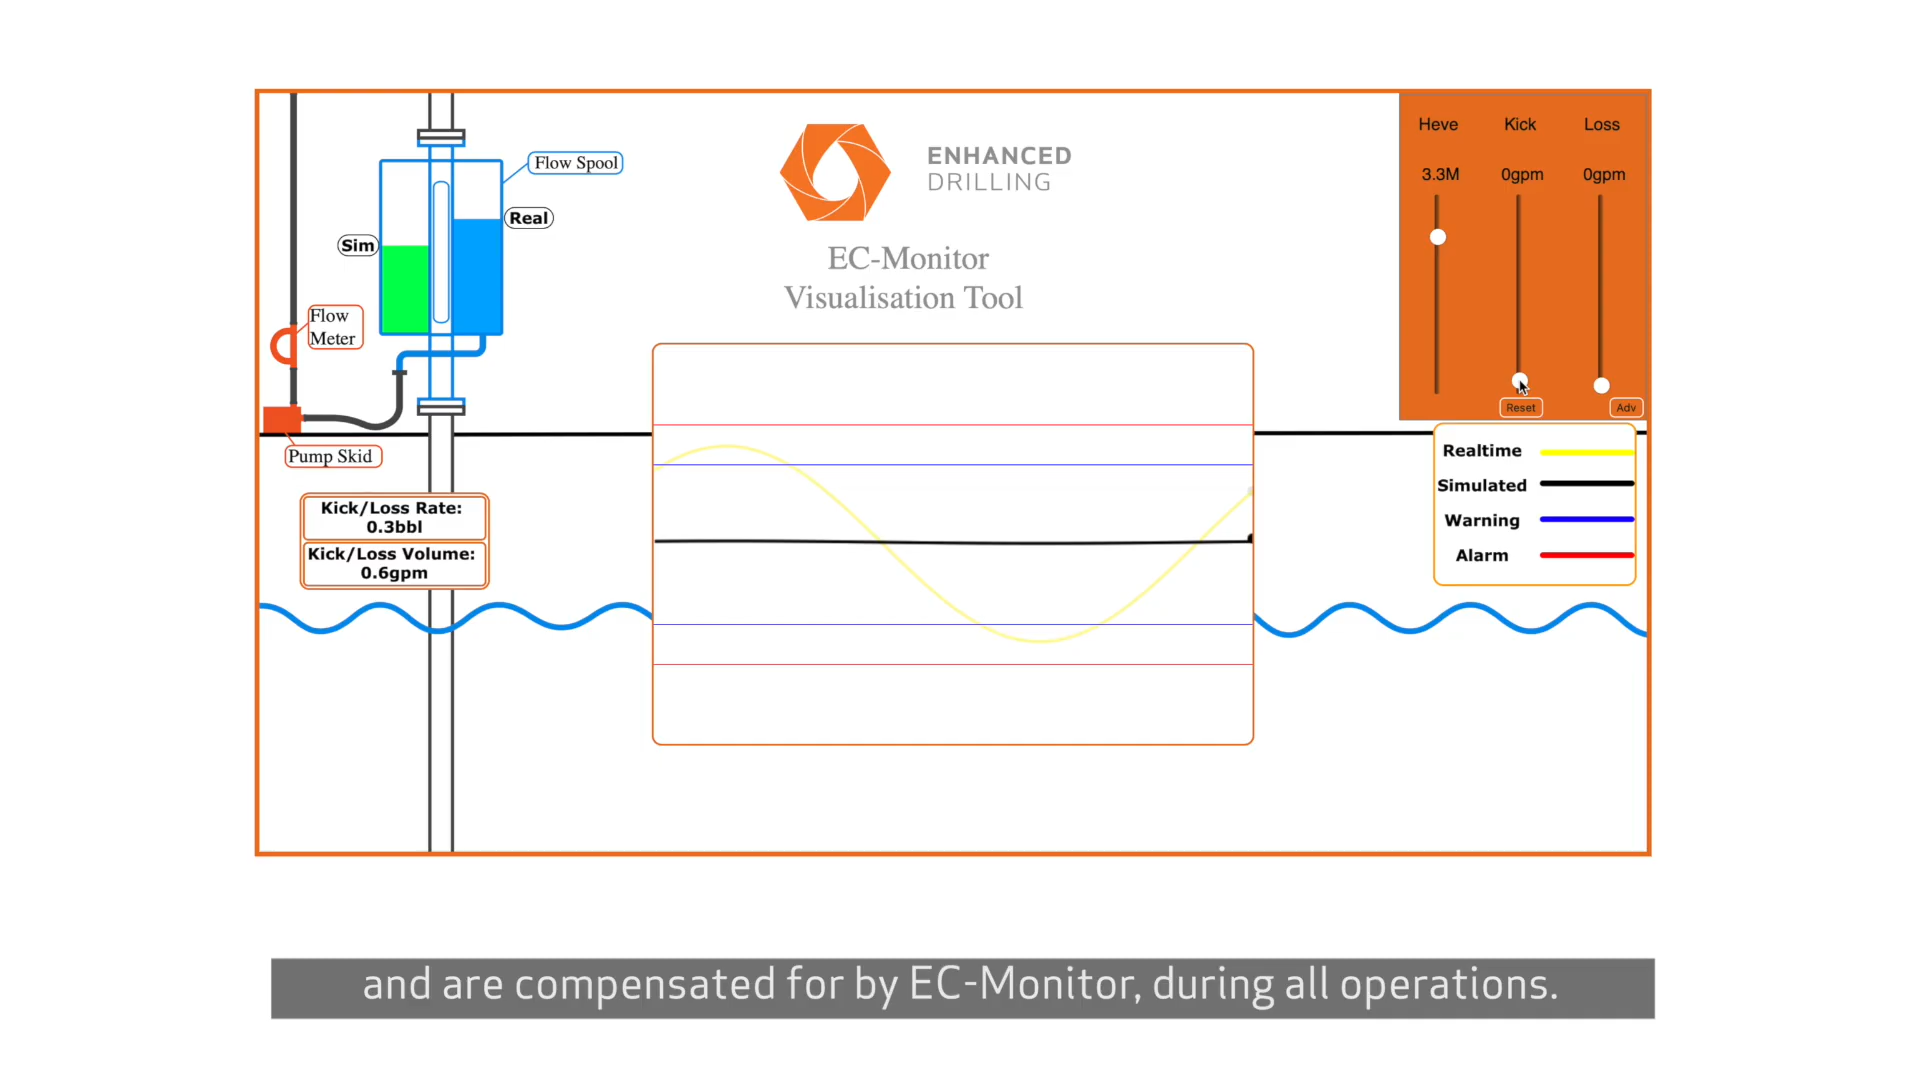 Heve Kick Loss
3.3M 0gpm 0gpm
Reset Adv
ENHANCED
DRILLING
EC-Monitor
Visualisation Tool
Flow Spool
Real
Sim
Flow
Meter
Pump Skid
Kick/Loss Rate:
0.3bbl
Kick/Loss Volume:
0.6gpm
Realtime
Simulated
Warning
Alarm
and are compensated for by EC-Monitor, during all operations.